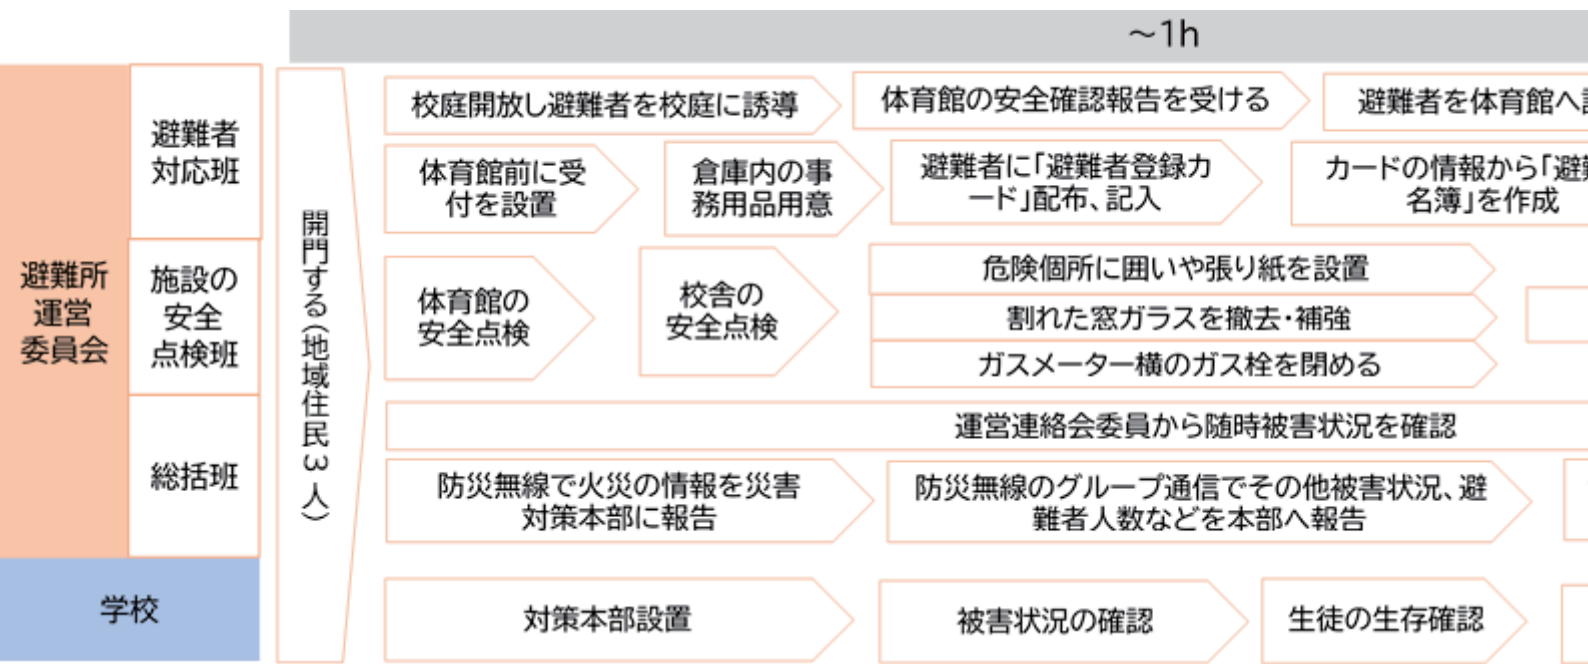 ～1h
避難所
運営
委員会
避難者
対応班
施設の
安全
点検班
総括班
学校
開門する(地域住民3人)
校庭開放し避難者を校庭に誘導
体育館の安全確認報告を受ける
避難者を体育館へ
体育館前に受
付を設置
倉庫内の事
務用品用意
避難者に「避難者登録カ
ード」配布、記入
カードの情報から「避難
名簿」を作成
体育館の
安全点検
校舎の
安全点検
危険個所に囲いや張り紙を設置
割れた窓ガラスを撤去・補強
ガスメーター横のガス栓を閉める
運営連絡会委員から随時被害状況を確認
防災無線で火災の情報を災害
対策本部に報告
防災無線のグループ通信でその他被害状況、避
難者人数などを本部へ報告
対策本部設置
被害状況の確認
生徒の生存確認